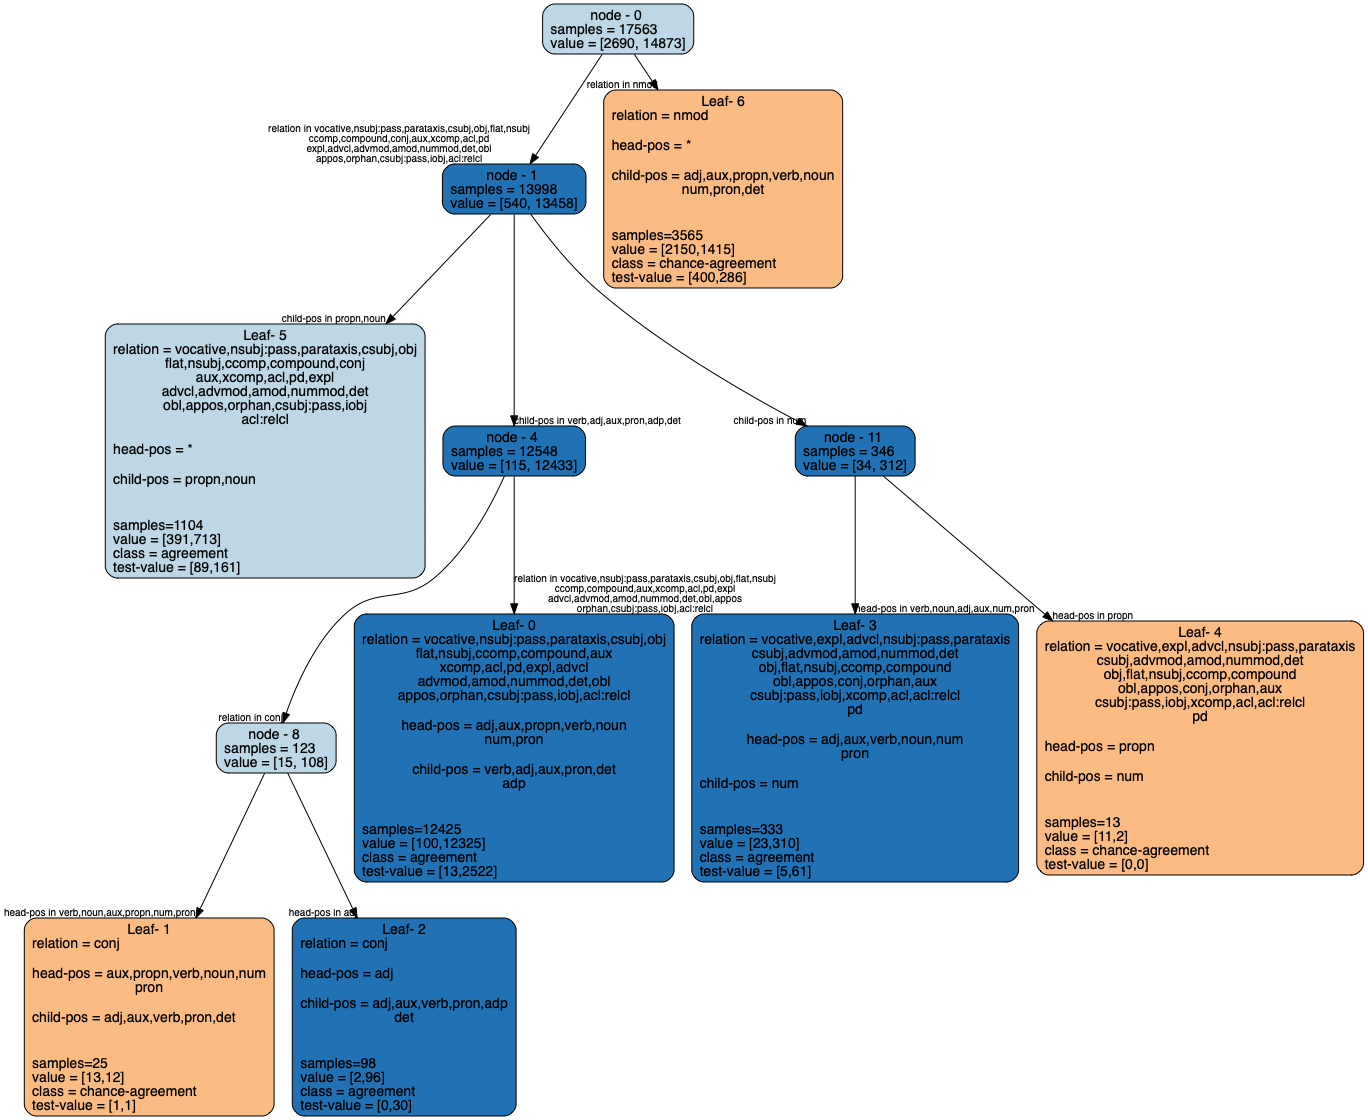 node - 0
samples = 17563
value = [2690, 14873]
relation in nmod
Leaf- 6
relation = nmod
head-pos = *
child-pos = adj,aux,propn,verb,noun
num,pron,det
samples=3565
value = [2150,1415]
class = chance-agreement
test-value = [400,286]
relation in vocative,nsubj:pass,parataxis,csubj,obj,flat,nsubj
ccomp,compound,conj,aux,xcomp,acl,pd
expl,advcl,advmod,amod,nummod,det,obl
appos,orphan,csubj:pass,iobj,acl:relcl
node - 1
samples = 13998
value = [540, 13458]
child-pos in propn,noun
Leaf- 5
relation = vocative,nsubj:pass,parataxis,csubj,obj
flat,nsubj,ccomp,compound,conj
aux,xcomp,acl,pd,expl
advcl,advmod,amod,nummod,det
obl,appos,orphan,csubj:pass,iobj
acl:relcl
head-pos = *
child-pos = propn,noun
samples=1104
value = [391,713]
class = agreement
test-value = [89,161]
child-pos in verb,adj,aux,pron,adp,det
node - 4
samples = 12548
value = [115, 12433]
child-pos in num
node - 11
samples = 346
value = [34, 312]
relation in vocative,nsubj:pass,parataxis,csubj,obj,flat,nsubj
ccomp,compound,aux,xcomp,acl,pd,expl
advcl,advmod,amod,nummod,det,obl,appos
orphan,csubj:pass,iobj,acl:relcl
Leaf- 0
relation = vocative,nsubj:pass,parataxis,csubj,obj
flat,nsubj,ccomp,compound,aux
xcomp,acl,pd,expl,advcl
advmod,amod,nummod,det,obl
appos,orphan,csubj:pass,iobj,acl:relcl
head-pos = adj,aux,propn,verb,noun
num,pron
child-pos = verb,adj,aux,pron,det
adp
samples=12425
value = [100,12325]
class = agreement
test-value = [13,2522]
head-pos in verb,noun,adj,aux,num,pron
Leaf- 3
relation = vocative,expl,advcl,nsubj:pass,parataxis
csubj,advmod,amod,nummod,det
obj,flat,nsubj,ccomp,compound
obl,appos,conj,orphan,aux
csubj:pass,iobj,xcomp,acl,acl:relcl
pd
head-pos = adj,aux,verb,noun,num
pron
child-pos = num
samples=333
value = [23,310]
class = agreement
test-value = [5,61]
head-pos in propn
Leaf- 4
relation = vocative,expl,advcl,nsubj:pass,parataxis
csubj,advmod,amod,nummod,det
obj,flat,nsubj,ccomp,compound
obl,appos,conj,orphan,aux
csubj:pass,iobj,xcomp,acl,acl:relcl
pd
head-pos = propn
child-pos = num
samples=13
value = [11,2]
class = chance-agreement
test-value = [0,0]
relation in conj
node - 8
samples = 123
value = [15, 108]
head-pos in verb,noun,aux,propn,num,pron
Leaf- 1
relation = conj
head-pos = aux,propn,verb,noun,num
pron
child-pos = adj,aux,verb,pron,det
samples=25
value = [13,12]
class = chance-agreement
test-value = [1,1]
head-pos in adj
Leaf- 2
relation = conj
head-pos = adj
child-pos = adj,aux,verb,pron,adp
det
samples=98
value = [2,96]
class = agreement
test-value = [0,30]